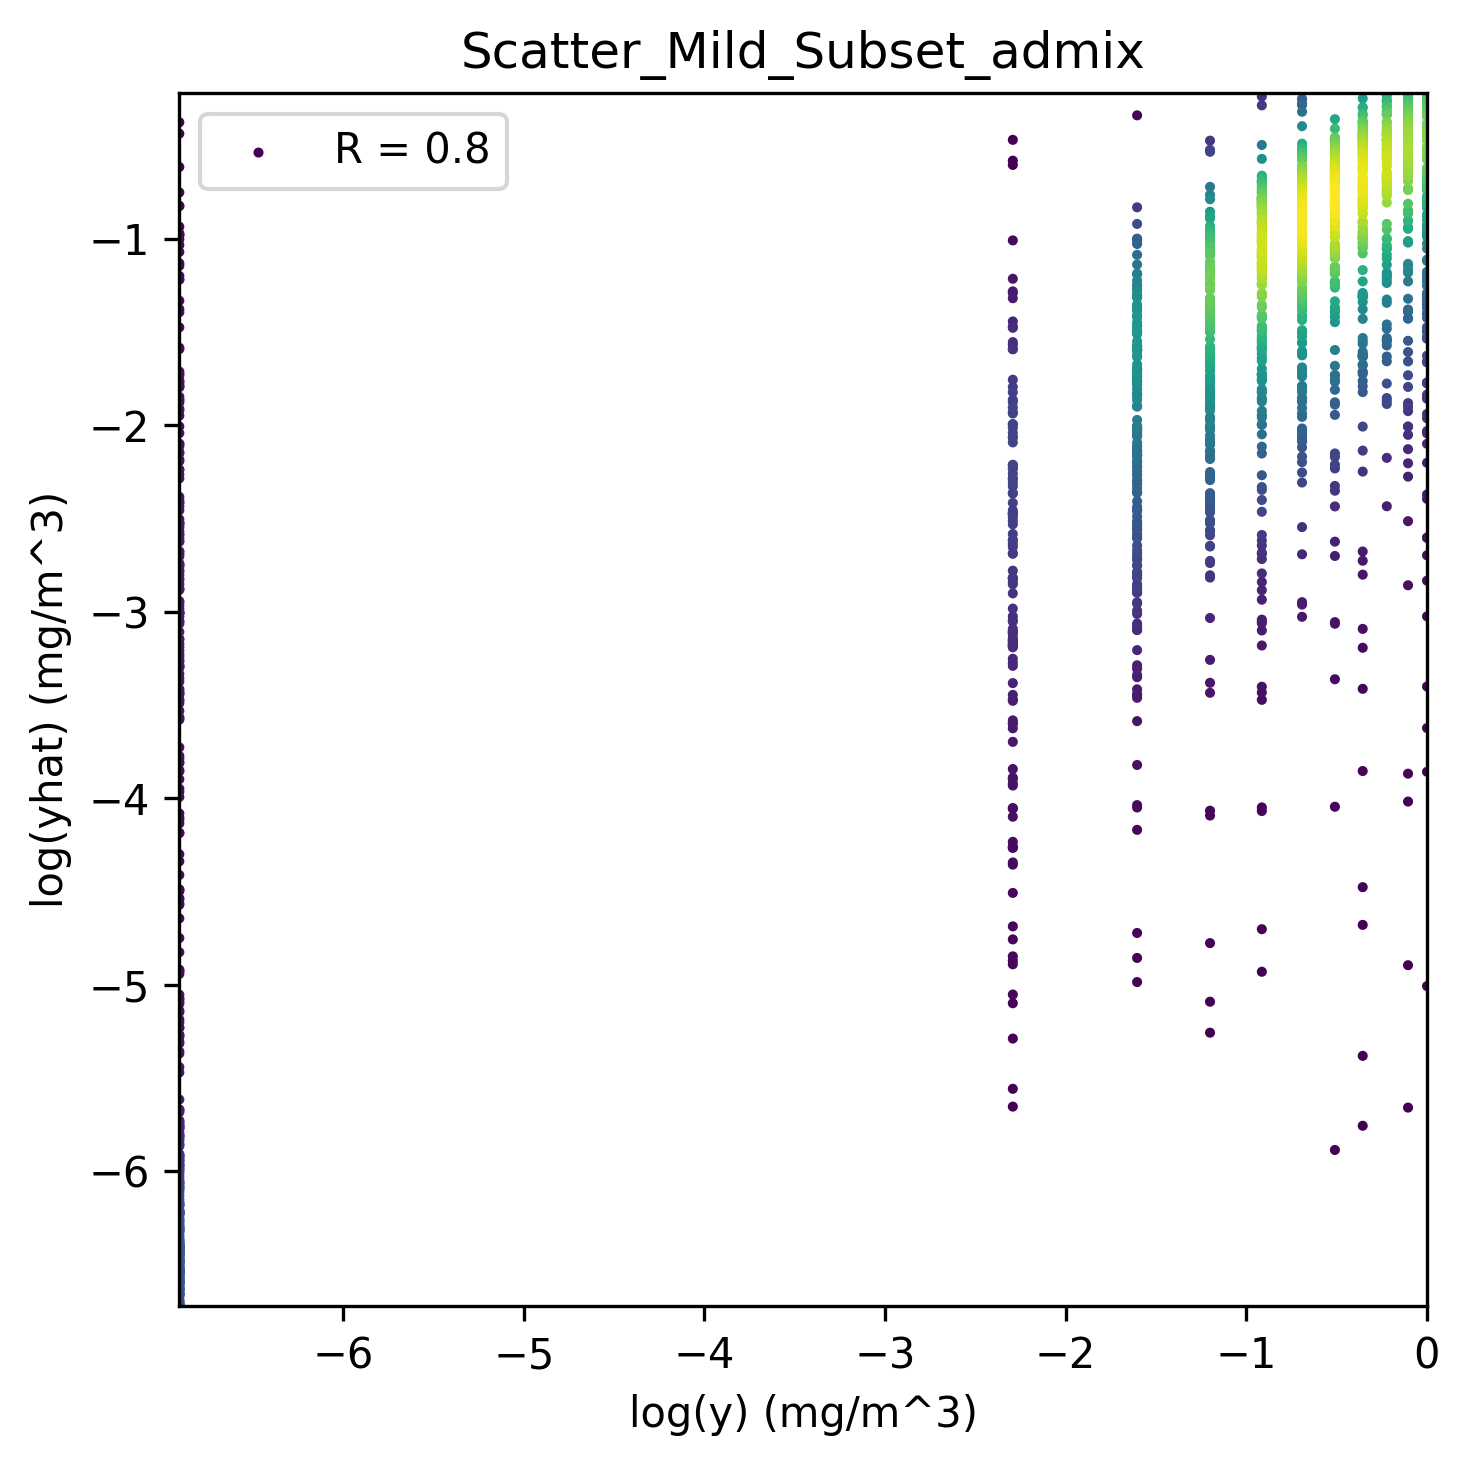 Scatter_Mild_Subset_admix
R = 0.8
log(yhat) (mg/m^3)
−1
−2
−3
−4
−5
−6
−6 −5 −4 −3 −2 −1 0
log(y) (mg/m^3)